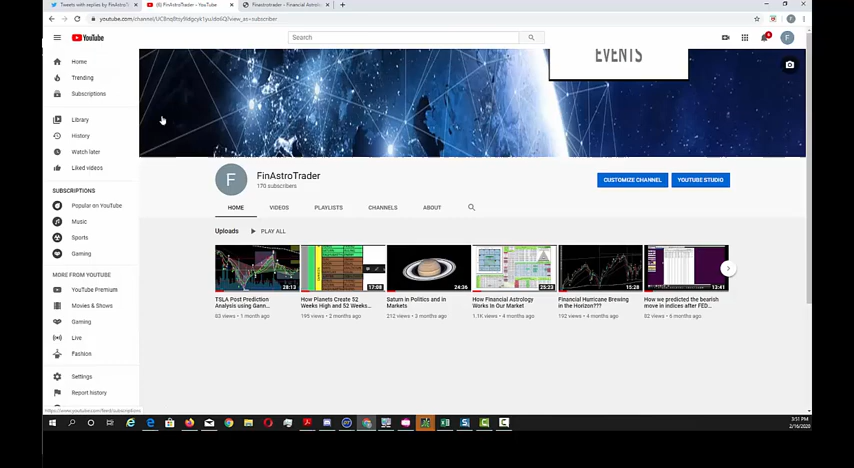 Tweets with replies by FinAstroTr
(6) FinAstroTrader - YouTube
Finastrotrader – Financial Astrolo
YouTube
Search
EVENTS
Home
Trending
Subscriptions
Library
History
Watch later
Liked videos
SUBSCRIPTIONS
Popular on YouTube
Music
Sports
Gaming
MORE FROM YOUTUBE
YouTube Premium
Movies & Shows
Gaming
Live
Fashion
Settings
Report history
F
FinAstroTrader
170 subscribers
CUSTOMIZE CHANNEL
YOUTUBE STUDIO
HOME VIDEOS PLAYLISTS CHANNELS ABOUT
Uploads PLAY ALL
28:13
TSLA Post Prediction
Analysis using Gann...
83 views • 1 month ago
17:08
How Planets Create 52
Weeks High and 52 Weeks...
195 views • 2 months ago
24:36
Saturn in Politics and in
Markets
212 views • 3 months ago
25:23
How Financial Astrology
Works in Our Market
1.1K views • 4 months ago
15:28
Financial Hurricane Brewing
in the Horizon???
192 views • 4 months ago
13:41
How we predicted the bearish
move in indices after FED...
82 views • 6 months ago
https://www.youtube.com/feed/subscriptions
3:51 PM
2/16/2020